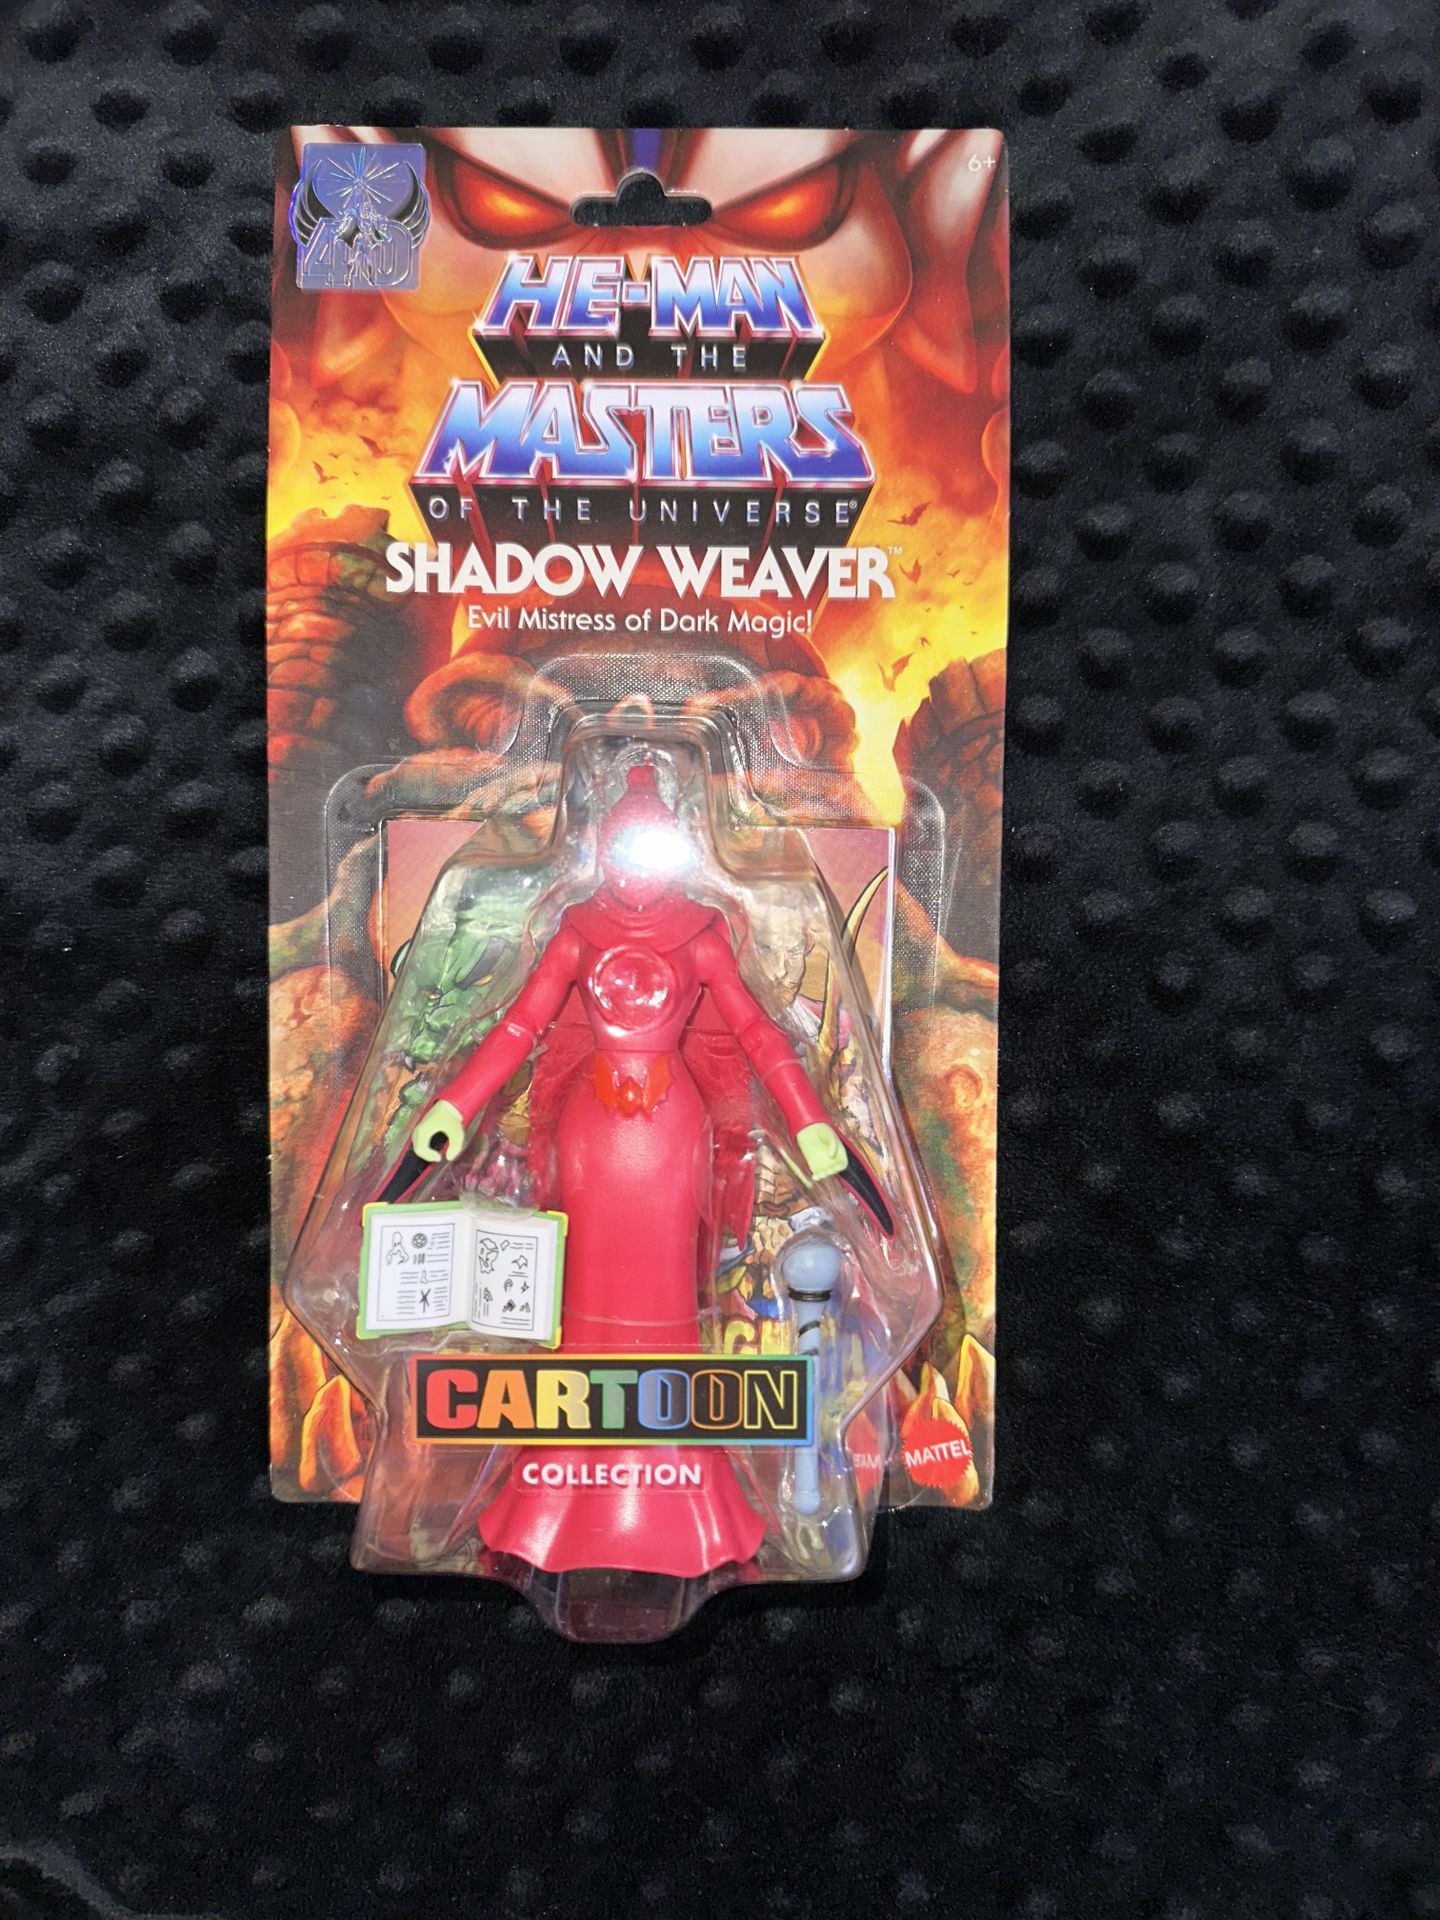 40
6+
HE-MAN
AND THE
MASTERS
OF THE UNIVERSE®
SHADOW WEAVER™
Evil Mistress of Dark Magic!
CARTOON
COLLECTION
MATTEL